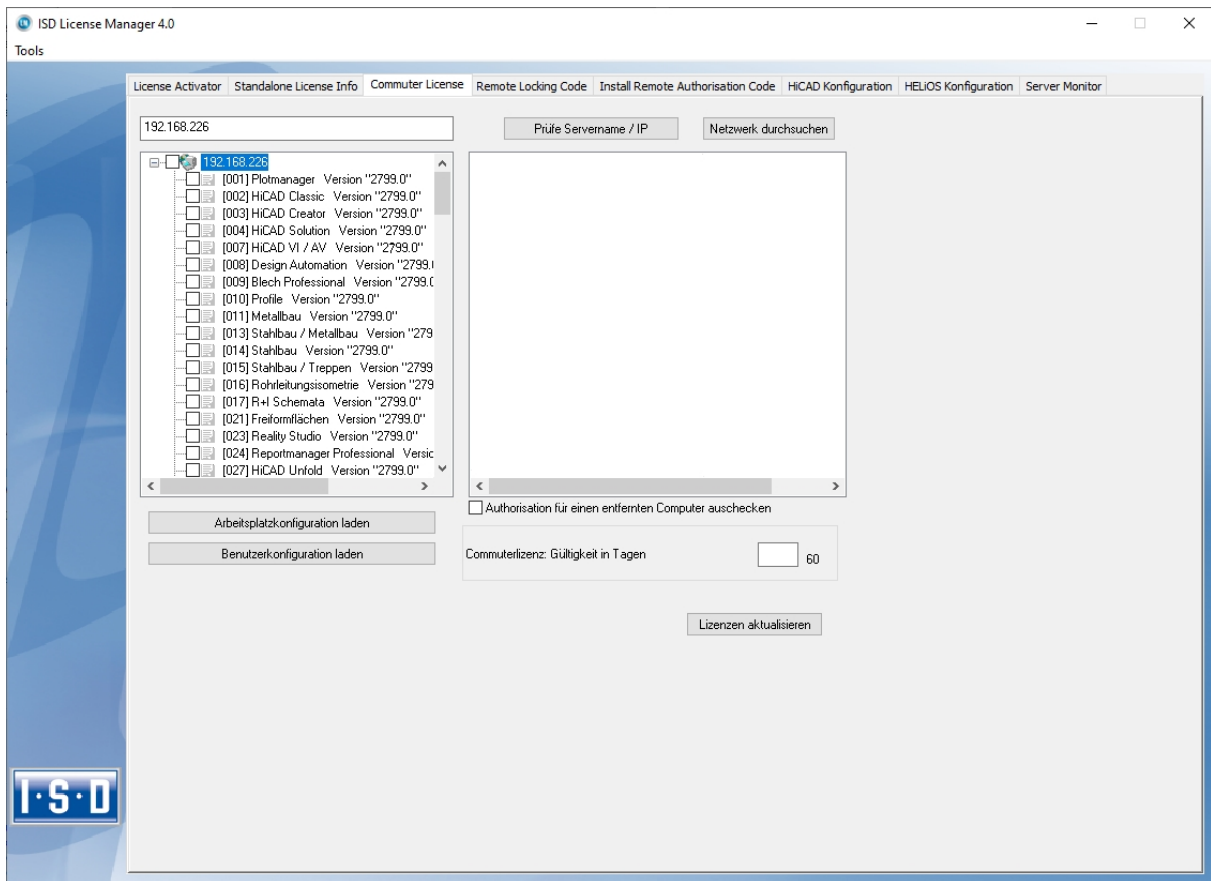 ISD License Manager 4.0
Tools
License Activator Standalone License Info Commuter License Remote Locking Code Install Remote Authorisation Code HiCAD Konfiguration HELiOS Konfiguration Server Monitor
192.168.226 Prüfe Servername / IP Netzwerk durchsuchen
192.168.226
[001] Plotmanager Version "2799.0"
[002] HiCAD Classic Version "2799.0"
[003] HiCAD Creator Version "2799.0"
[004] HiCAD Solution Version "2799.0"
[007] HiCAD VI / AV Version "2799.0"
[008] Design Automation Version "2799.
[009] Blech Professional Version "2799.
[010] Profile Version "2799.0"
[011] Metallbau Version "2799.0"
[013] Stahlbau / Metallbau Version "279
[014] Stahlbau Version "2799.0"
[015] Stahlbau / Treppen Version "2799
[016] Rohrleitungsisometrie Version "279
[017] R+I Schemata Version "2799.0"
[021] Freiformflächen Version "2799.0"
[023] Reality Studio Version "2799.0"
[024] Reportmanager Professional Versic
[027] HiCAD Unfold Version "2799.0"
Authorisation für einen entfernten Computer auschecken
Arbeitsplatzkonfiguration laden
Benutzerkonfiguration laden
Commuterlizenz: Gültigkeit in Tagen 60
Lizenzen aktualisieren
I·S·D